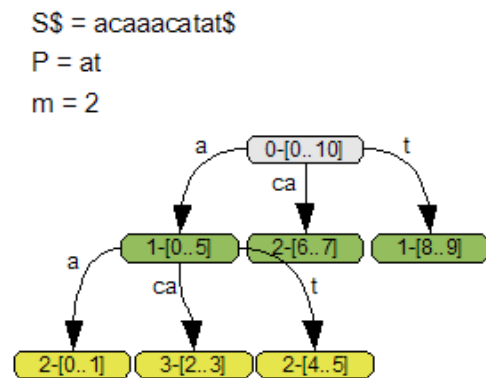 S$ = acaaacatat$
P = at
m = 2
a 0-[0..10] t
ca
1-[0..5] 2-[6..7] 1-[8..9]
a ca t
2-[0..1] 3-[2..3] 2-[4..5]